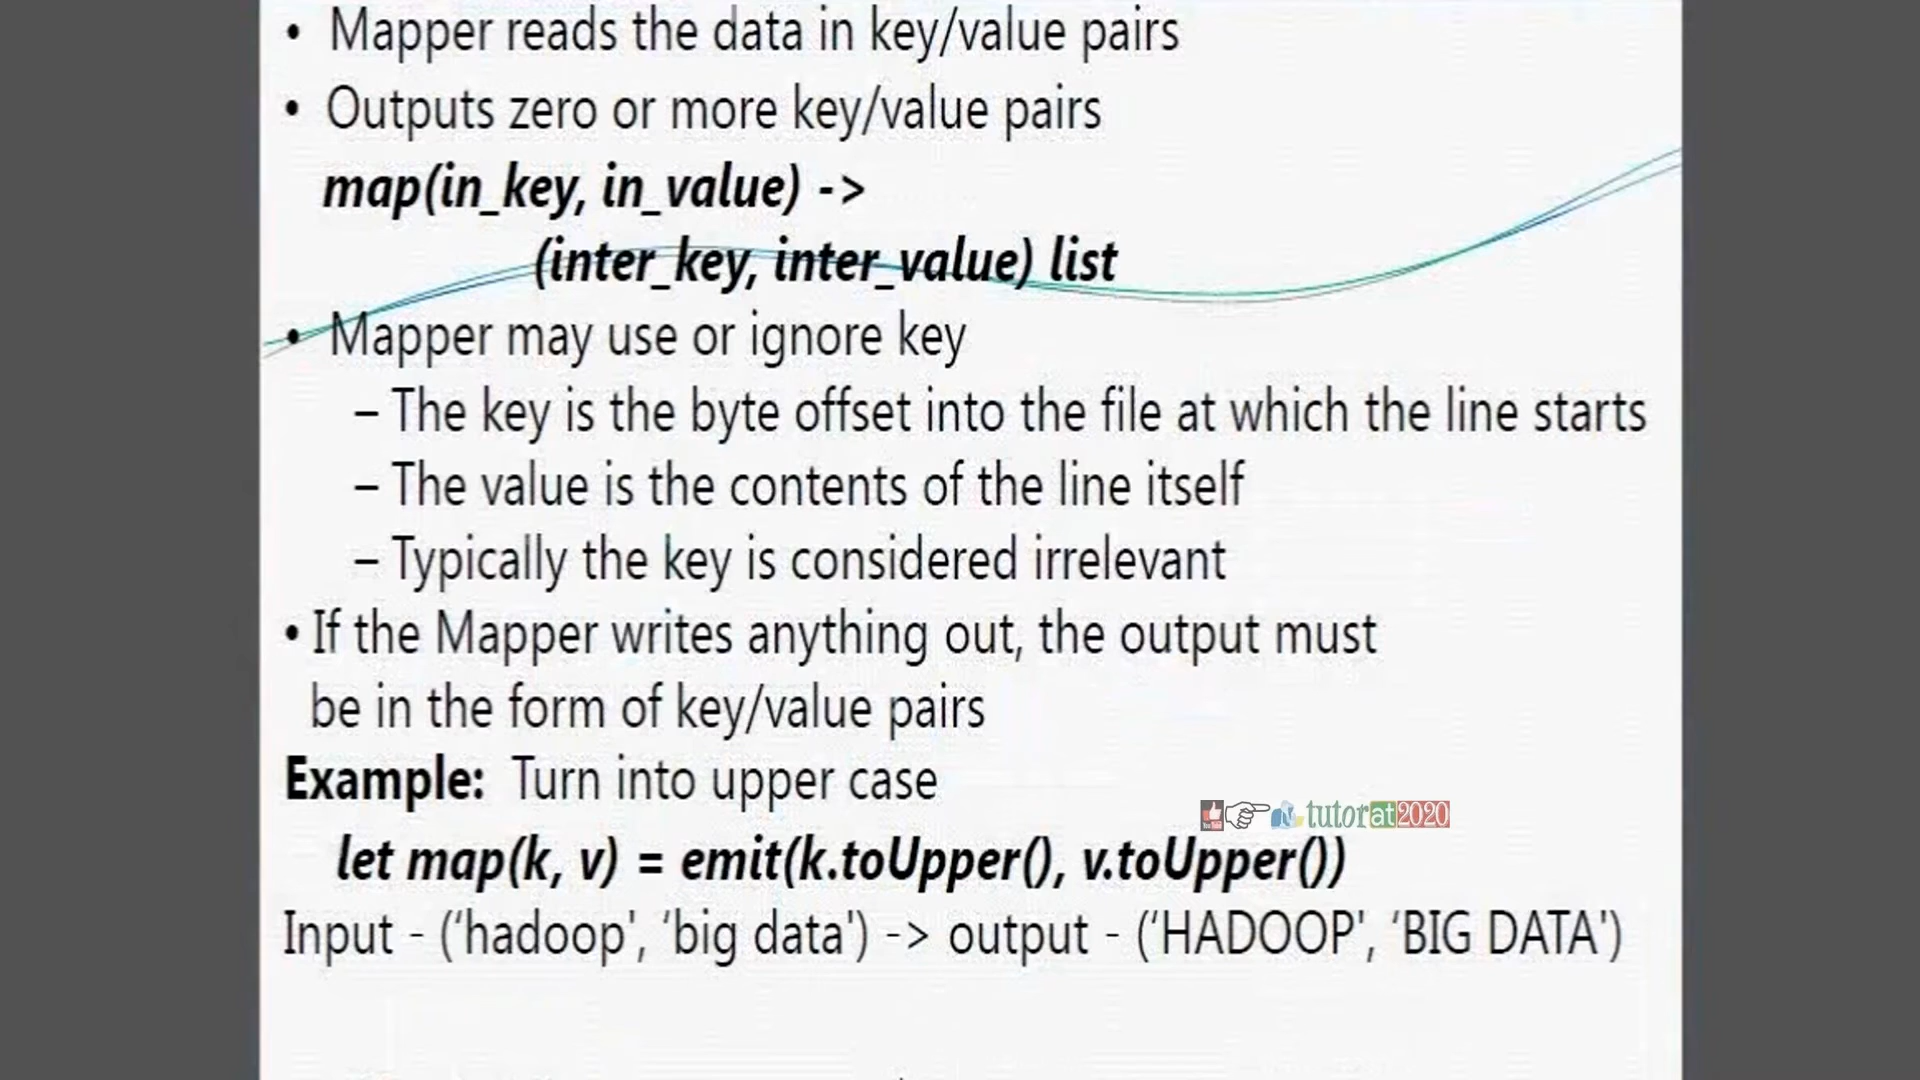 • Mapper reads the data in key/value pairs
• Outputs zero or more key/value pairs
map(in_key, in_value) ->
(inter_key, inter_value) list
• Mapper may use or ignore key
– The key is the byte offset into the file at which the line starts
– The value is the contents of the line itself
– Typically the key is considered irrelevant
• If the Mapper writes anything out, the output must
be in the form of key/value pairs
Example: Turn into upper case
tutorat2020
let map(k, v) = emit(k.toUpper(), v.toUpper())
Input - (‘hadoop', ‘big data') -> output - (‘HADOOP', ‘BIG DATA')